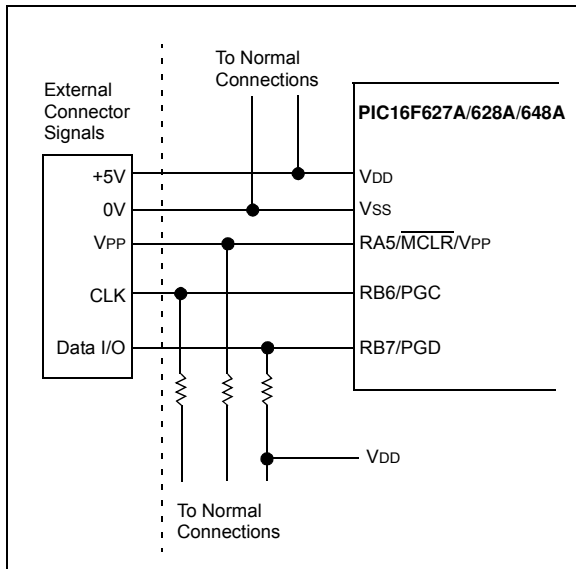 To Normal
Connections
External
Connector
Signals
PIC16F627A/628A/648A
+5V
VDD
0V
VSS
VPP
RA5/MCLR/VPP
CLK
RB6/PGC
Data I/O
RB7/PGD
VDD
To Normal
Connections